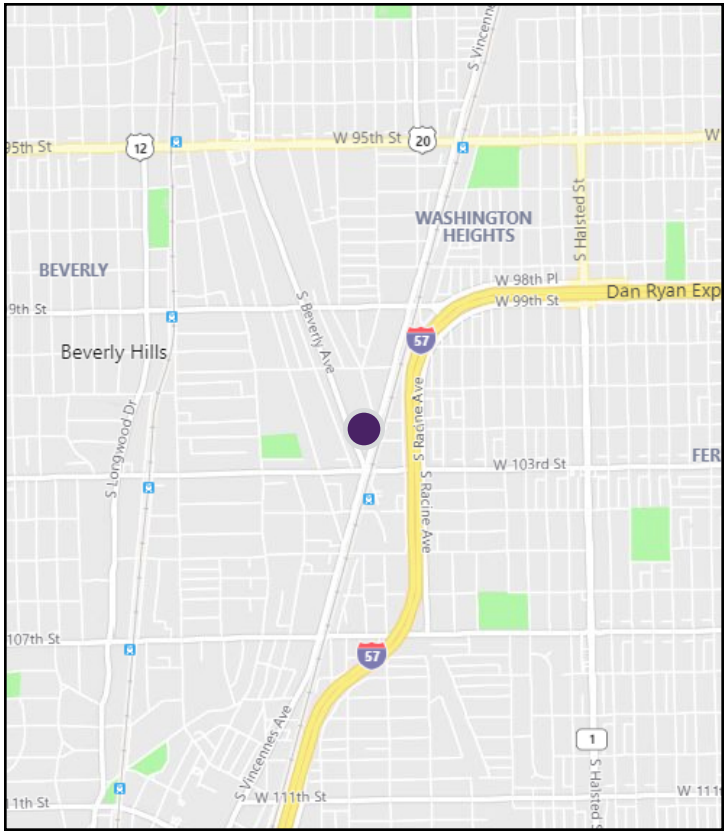 S Vincenn
W 95th St
20
12
95th St
W
S Halsted St
WASHINGTON
HEIGHTS
BEVERLY
W 98th Pl
Dan Ryan Exp
W 99th St
9th St
S Beverly Ave
57
Beverly Hills
S Racine Ave
S Longwood Dr
FER
W 103rd St
S Racine Ave
107th St
57
S Vincennes Ave
1
S Halsted S
W 111th St
W 111t
11th St